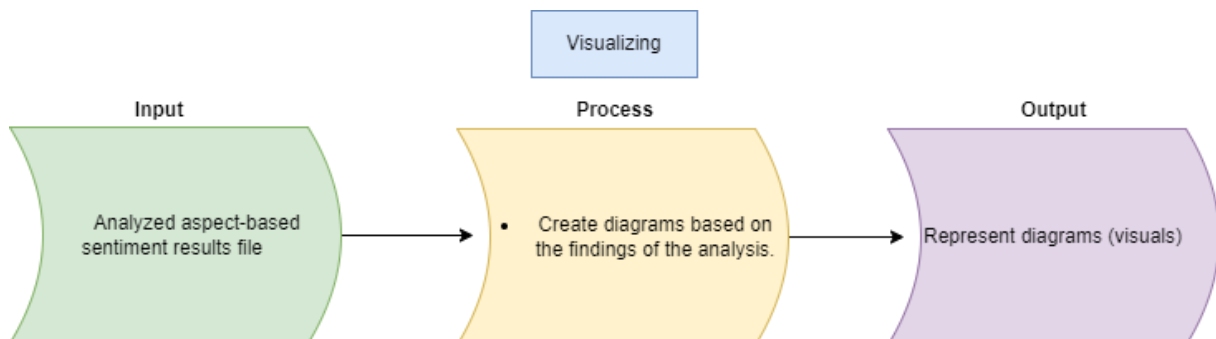 Visualizing
Input
Process
Output
Analyzed aspect-based
sentiment results file
• Create diagrams based on
the findings of the analysis.
Represent diagrams (visuals)